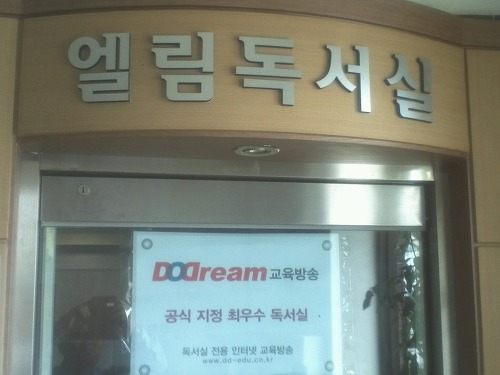 엘림독서실
DODream 교육방송
공식 지정 최우수 독서실
독서실 전용 인터넷 교육방송
www.dd-edu.co.kr